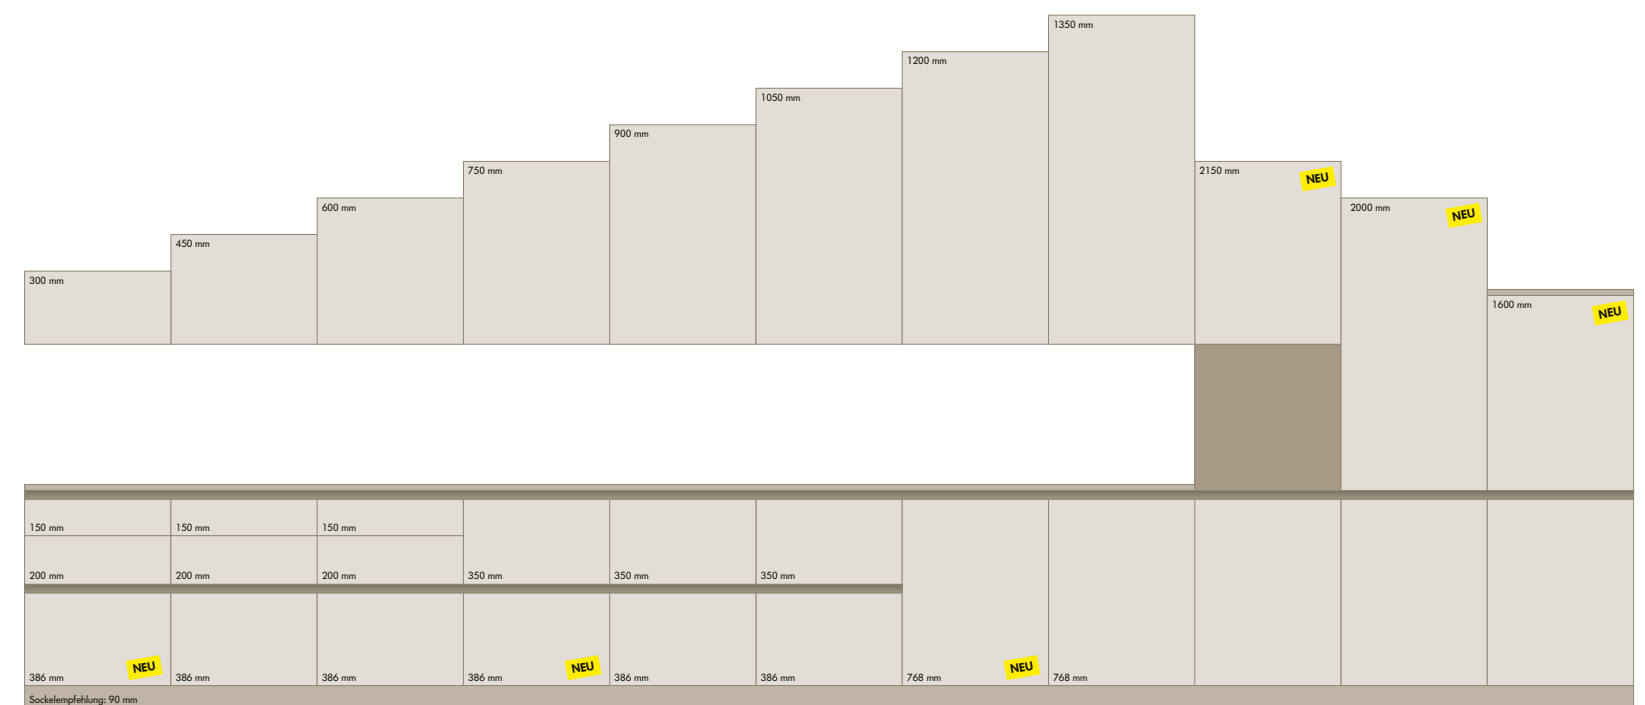 1350 mm
1200 mm
1050 mm
900 mm
750 mm
2150 mm NEU
600 mm
2000 mm NEU
450 mm
300 mm
1600 mm NEU
150 mm 150 mm 150 mm
200 mm 200 mm 200 mm 350 mm 350 mm 350 mm
386 mm NEU 386 mm 386 mm 386 mm NEU 386 mm 386 mm 768 mm NEU 768 mm
Sockelempfehlung: 90 mm